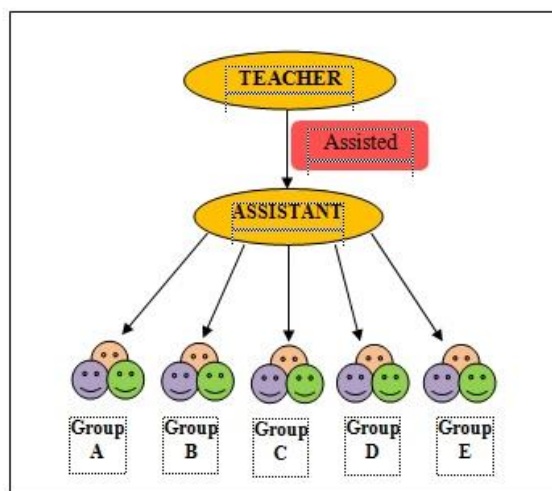 TEACHER
Assisted
ASSISTANT
Group
A
Group
B
Group
C
Group
D
Group
E